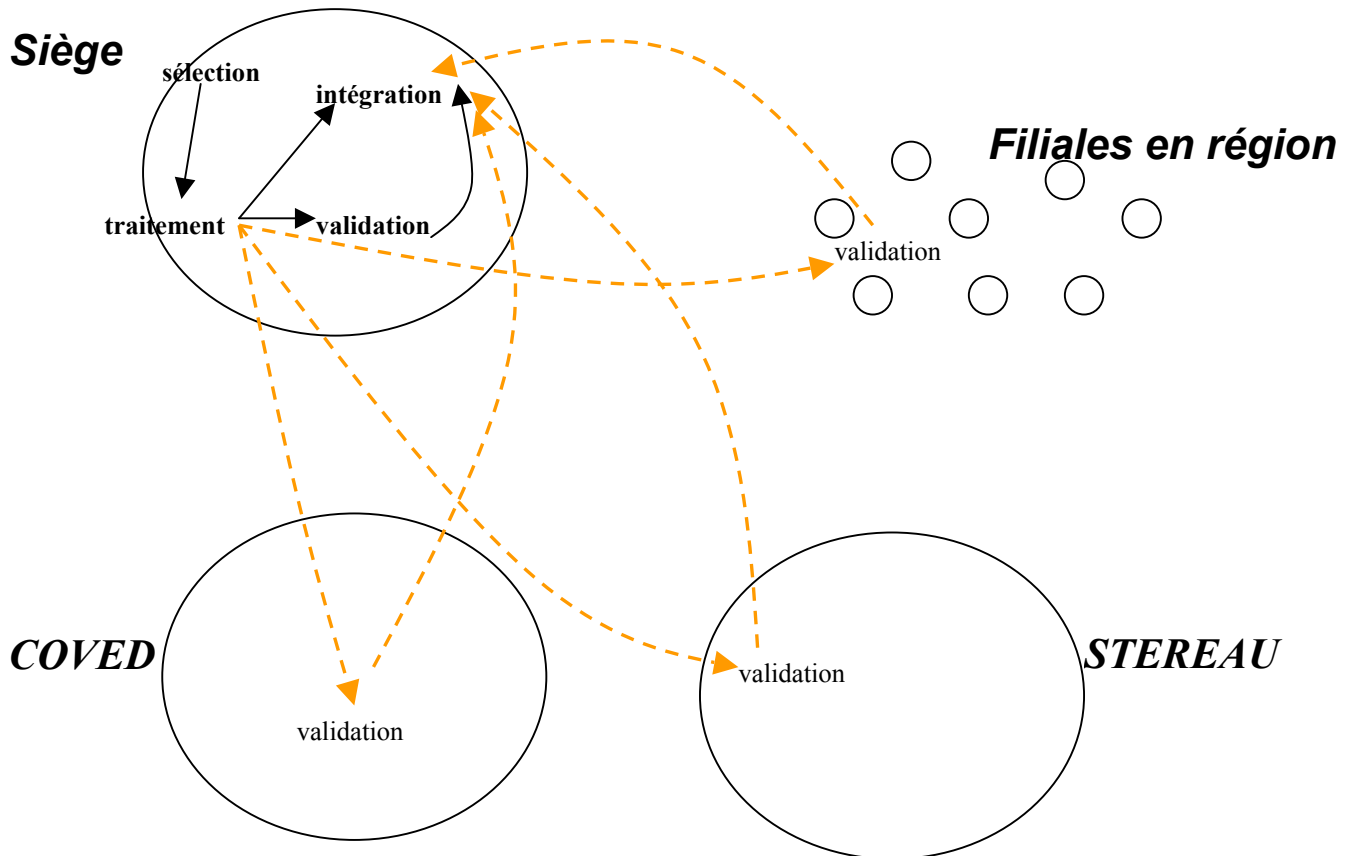 Siège
sélection
intégration
traitement
validation
Filiales en région
validation
COVED
validation
validation
STEREAU